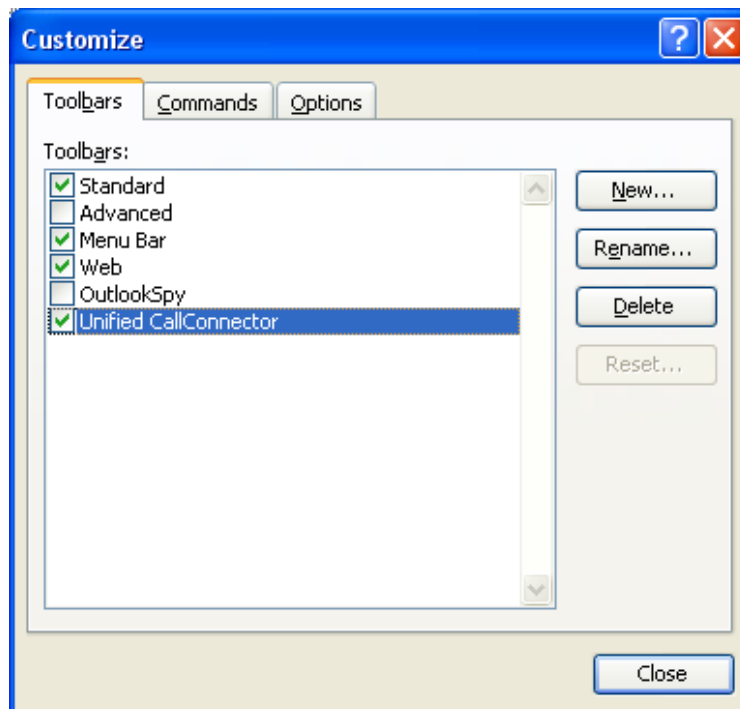 Customize
Toolbars Commands Options
Toolbars:
Standard
Advanced
Menu Bar
Web
OutlookSpy
Unified CallConnector
New...
Rename...
Delete
Reset...
Close